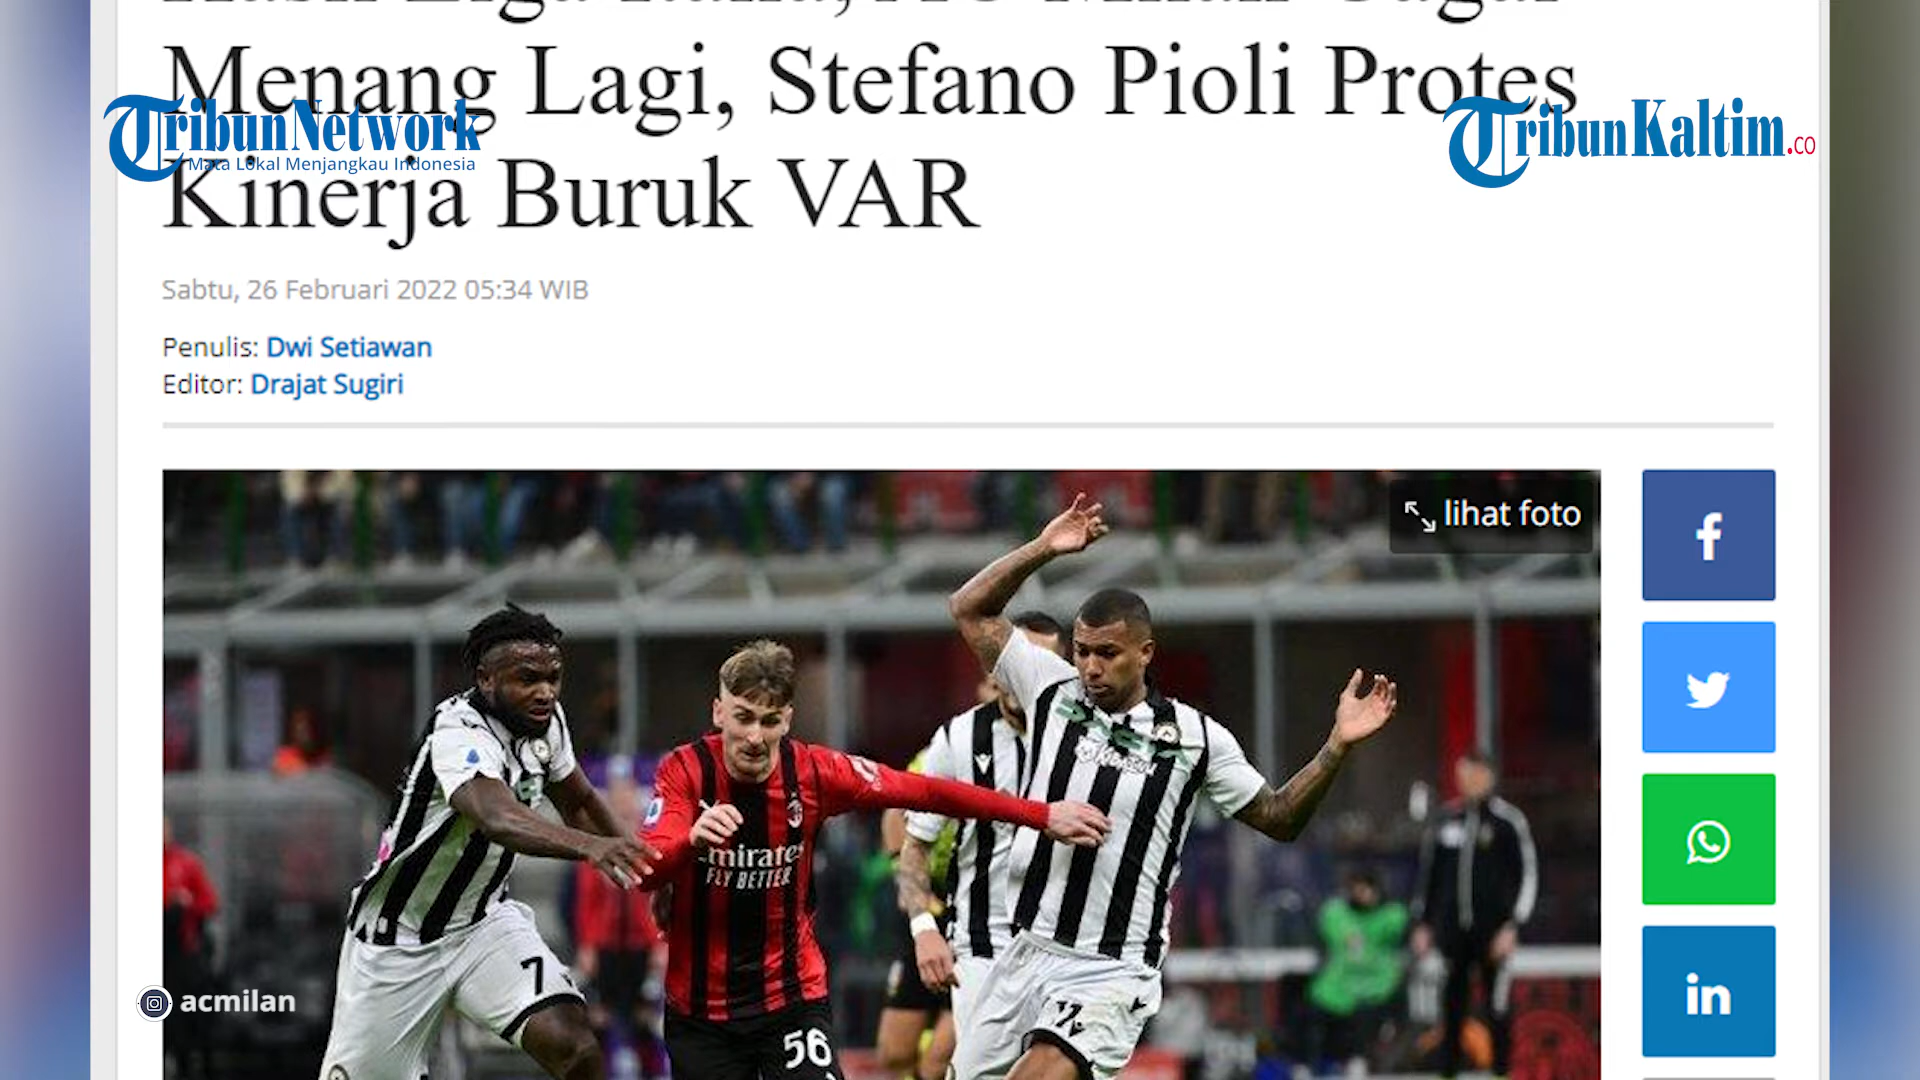 Menang Lagi, Stefano Pioli Protes
TribunNetwork
Mata Lokal Menjangkau Indonesia
TribunKaltim.co
Kinerja Buruk VAR
Sabtu, 26 Februari 2022 05:34 WIB
Penulis: Dwi Setiawan
Editor: Drajat Sugiri
lihat foto
f
Emirates
FLY BETTER
7
56
acmilan
in